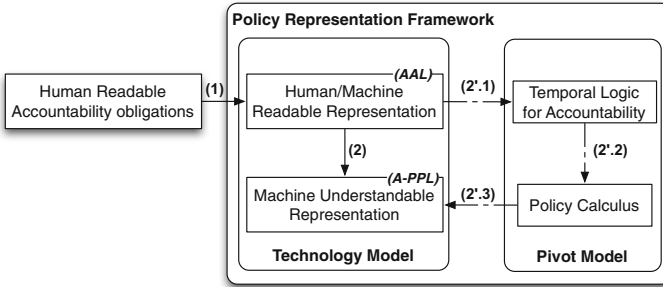 Policy Representation Framework
Human Readable
Accountability obligations
(1)
(AAL)
Human/Machine
Readable Representation
(2'.1)
Temporal Logic
for Accountability
(2)
(2'.2)
(A-PPL)
Machine Understandable
Representation
(2'.3)
Policy Calculus
Technology Model
Pivot Model